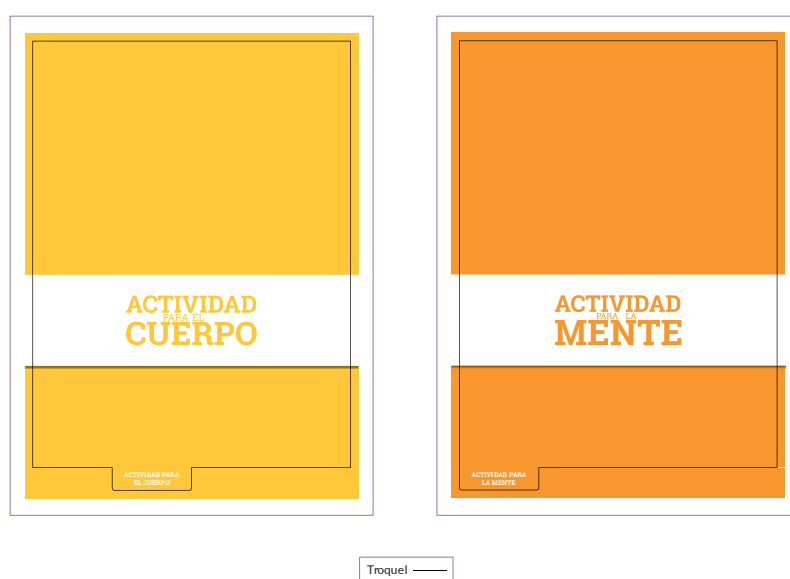 ACTIVIDAD
PARA EL
CUERPO
ACTIVIDAD PARA
EL CUERPO
ACTIVIDAD
PARA LA
MENTE
ACTIVIDAD PARA
LA MENTE
Troquel